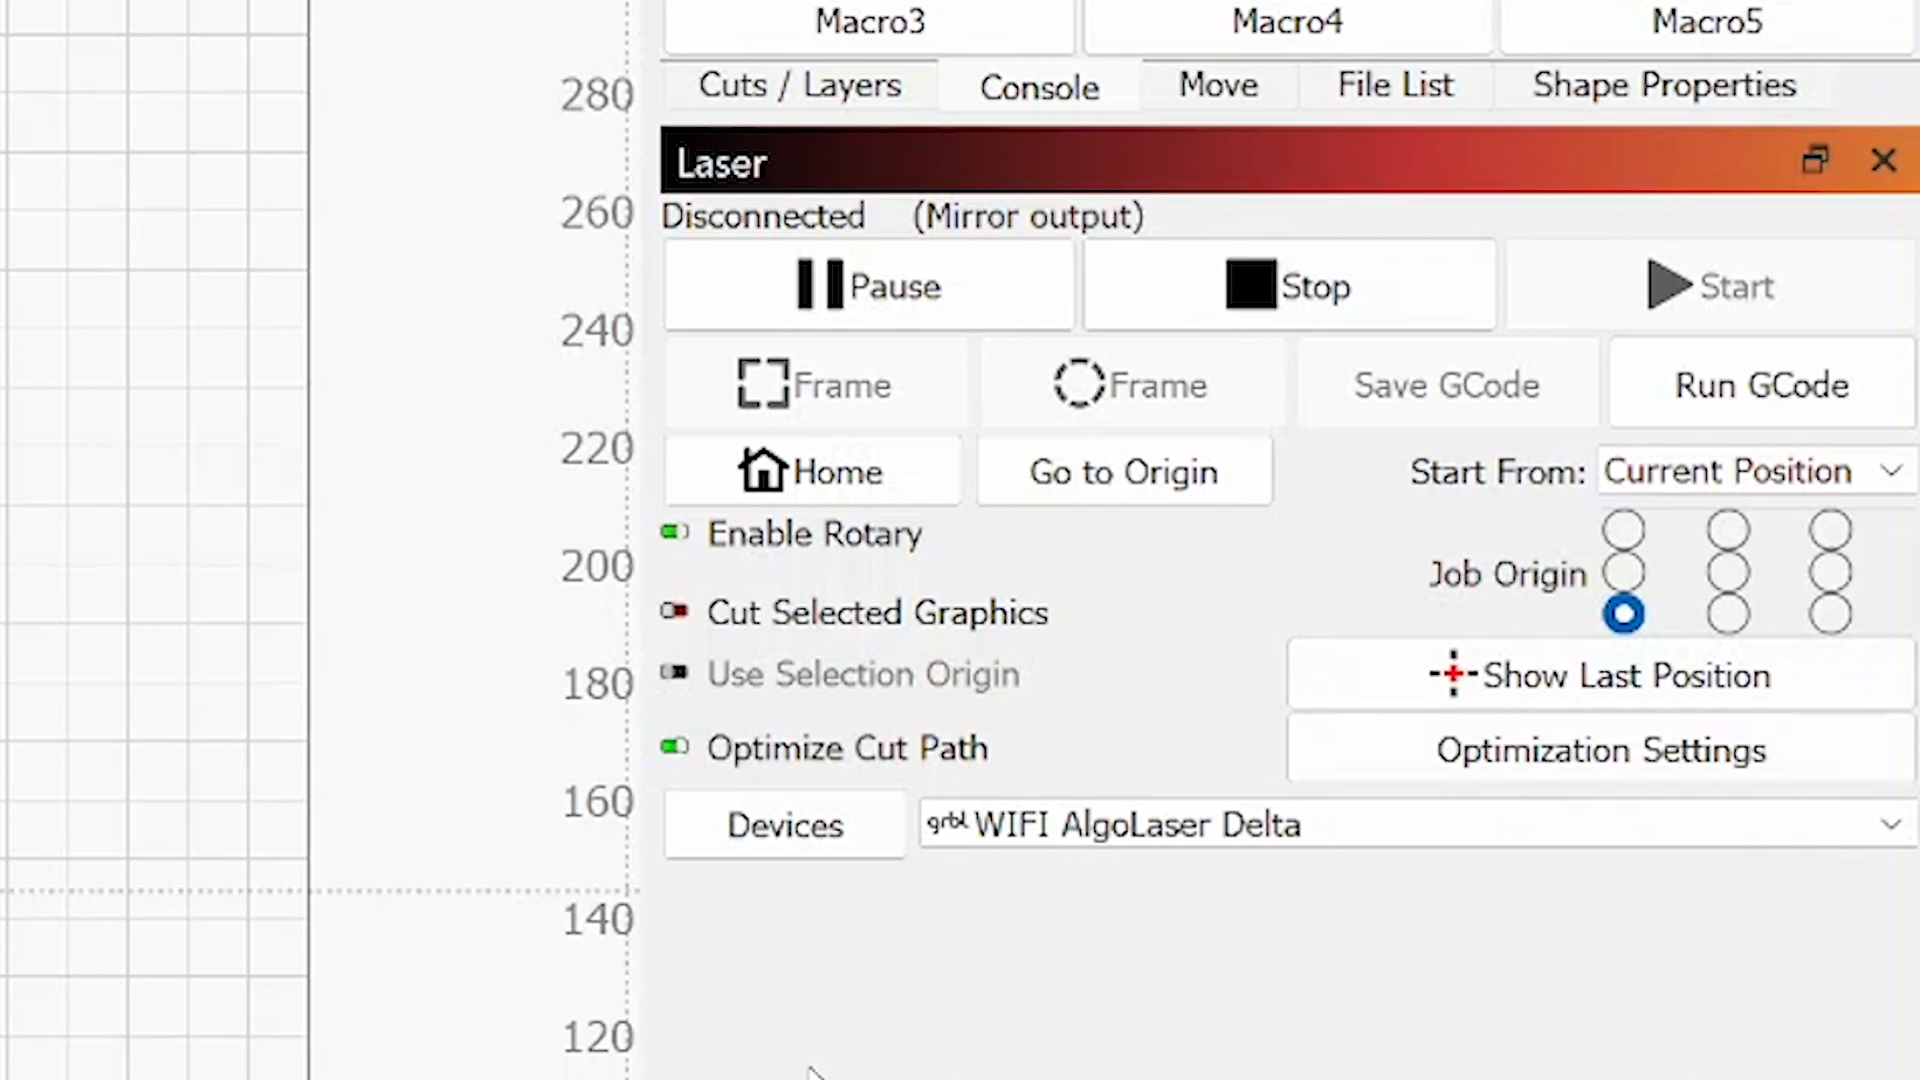 Macro3 Macro4 Macro5
Cuts / Layers Console Move File List Shape Properties
280
Laser
260
Disconnected (Mirror output)
Pause Stop Start
240
Frame Frame Save GCode Run GCode
220
Home Go to Origin Start From: Current Position
Enable Rotary
200
Job Origin
Cut Selected Graphics
180
Use Selection Origin Show Last Position
Optimize Cut Path Optimization Settings
160
Devices grbl WIFI AlgoLaser Delta
140
120